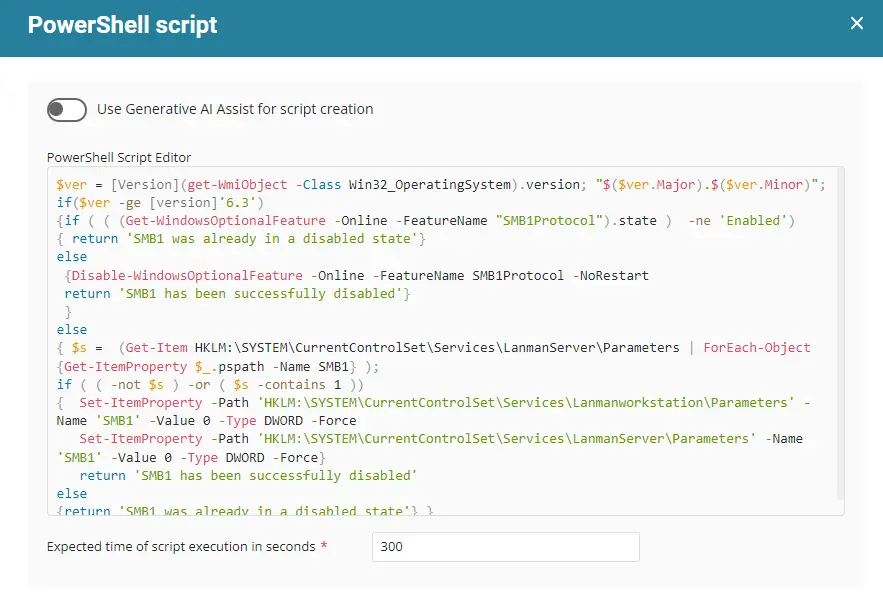 PowerShell script
Use Generative AI Assist for script creation
PowerShell Script Editor
$ver = [Version](get-WmiObject -Class Win32_OperatingSystem).version; "$($ver.Major).$($ver.Minor)";
if($ver -ge [version]'6.3')
{if ( ( (Get-WindowsOptionalFeature -Online -FeatureName "SMB1Protocol").state )  -ne 'Enabled')
{ return 'SMB1 was already in a disabled state'}
else
{Disable-WindowsOptionalFeature -Online -FeatureName SMB1Protocol -NoRestart
return 'SMB1 has been successfully disabled'}
}
else
{ $s =  (Get-Item HKLM:\SYSTEM\CurrentControlSet\Services\LanmanServer\Parameters | ForEach-Object
{Get-ItemProperty $_.pspath -Name SMB1} );
if ( ( -not $s ) -or ( $s -contains 1 ))
{  Set-ItemProperty -Path 'HKLM:\SYSTEM\CurrentControlSet\Services\Lanmanworkstation\Parameters' -
Name 'SMB1' -Value 0 -Type DWORD -Force
Set-ItemProperty -Path 'HKLM:\SYSTEM\CurrentControlSet\Services\LanmanServer\Parameters' -Name
'SMB1' -Value 0 -Type DWORD -Force}
return 'SMB1 has been successfully disabled'
else
{return 'SMB1 was already in a disabled state'} }
Expected time of script execution in seconds *
300